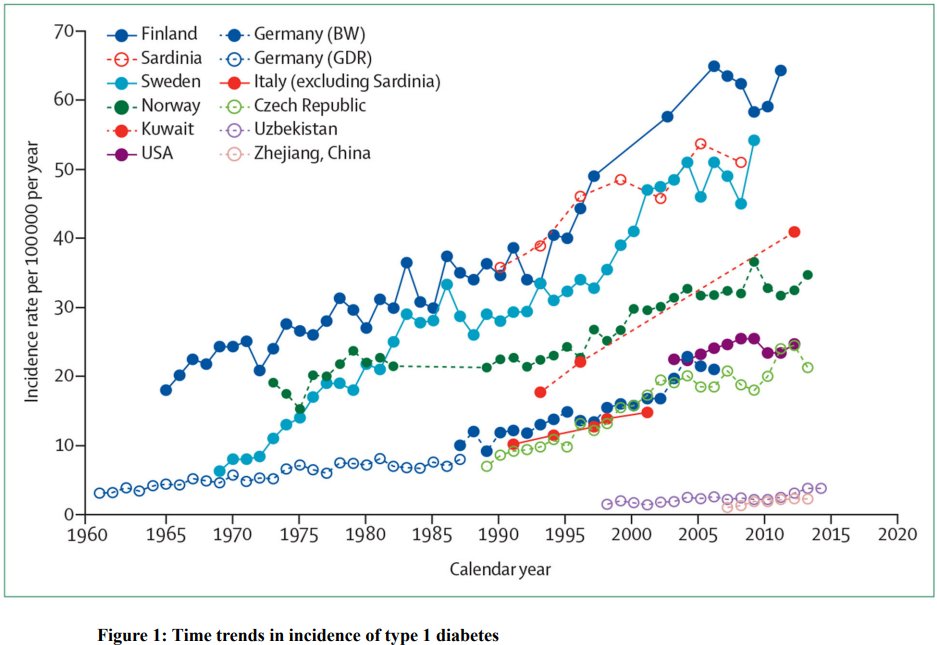 70
60
50
40
30
20
10
0
Incidence rate per 100 000 per year
Finland
Sardinia
Sweden
Norway
Kuwait
USA
Germany (BW)
Germany (GDR)
Italy (excluding Sardinia)
Czech Republic
Uzbekistan
Zhejiang, China
1960 1965 1970 1975 1980 1985 1990 1995 2000 2005 2010 2015 2020
Calendar year
Figure 1: Time trends in incidence of type 1 diabetes